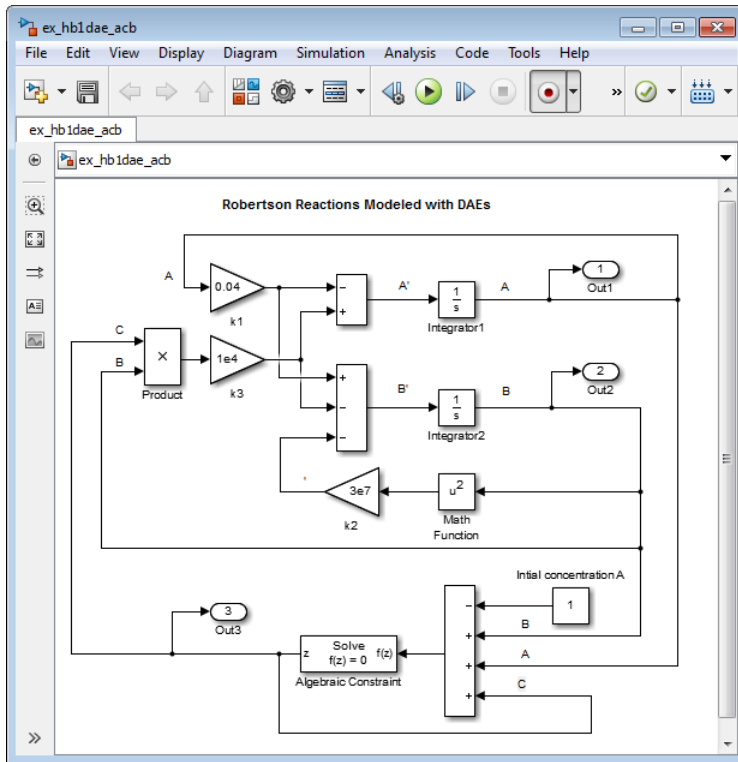 ex_hb1dae_acb
File Edit View Display Diagram Simulation Analysis Code Tools Help
»
ex_hb1dae_acb
ex_hb1dae_acb
Robertson Reactions Modeled with DAEs
A
0.04
k1
−
+
A'
1
s
Integrator1
A
1
Out1
C
B
×
Product
1e4
k3
+
−
−
B'
1
s
Integrator2
B
2
Out2
'
3e7
k2
u²
Math
Function
Intial concentration A
1
−
+
+
+
B
A
C
3
Out3
z
Solve
f(z) = 0
f(z)
Algebraic Constraint
»